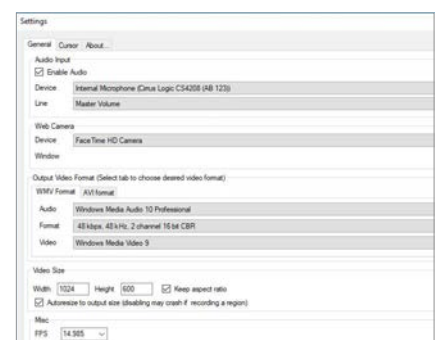 Settings
General Cursor About...
Audio Input
Enable Audio
Device Internal Microphone (Cirrus Logic CS4208 (AB 123))
Line Master Volume
Web Camera
Device FaceTime HD Camera
Window
Output Video Format (Select tab to choose desired video format)
WMV Format AVI format
Audio Windows Media Audio 10 Professional
Format 48 kbps, 48 kHz, 2 channel 16 bit CBR
Video Windows Media Video 9
Video Size
Width 1024 Height 600 Keep aspect ratio
Autoresize to output size (disabling may crash if recording a region)
Misc
FPS 14.985